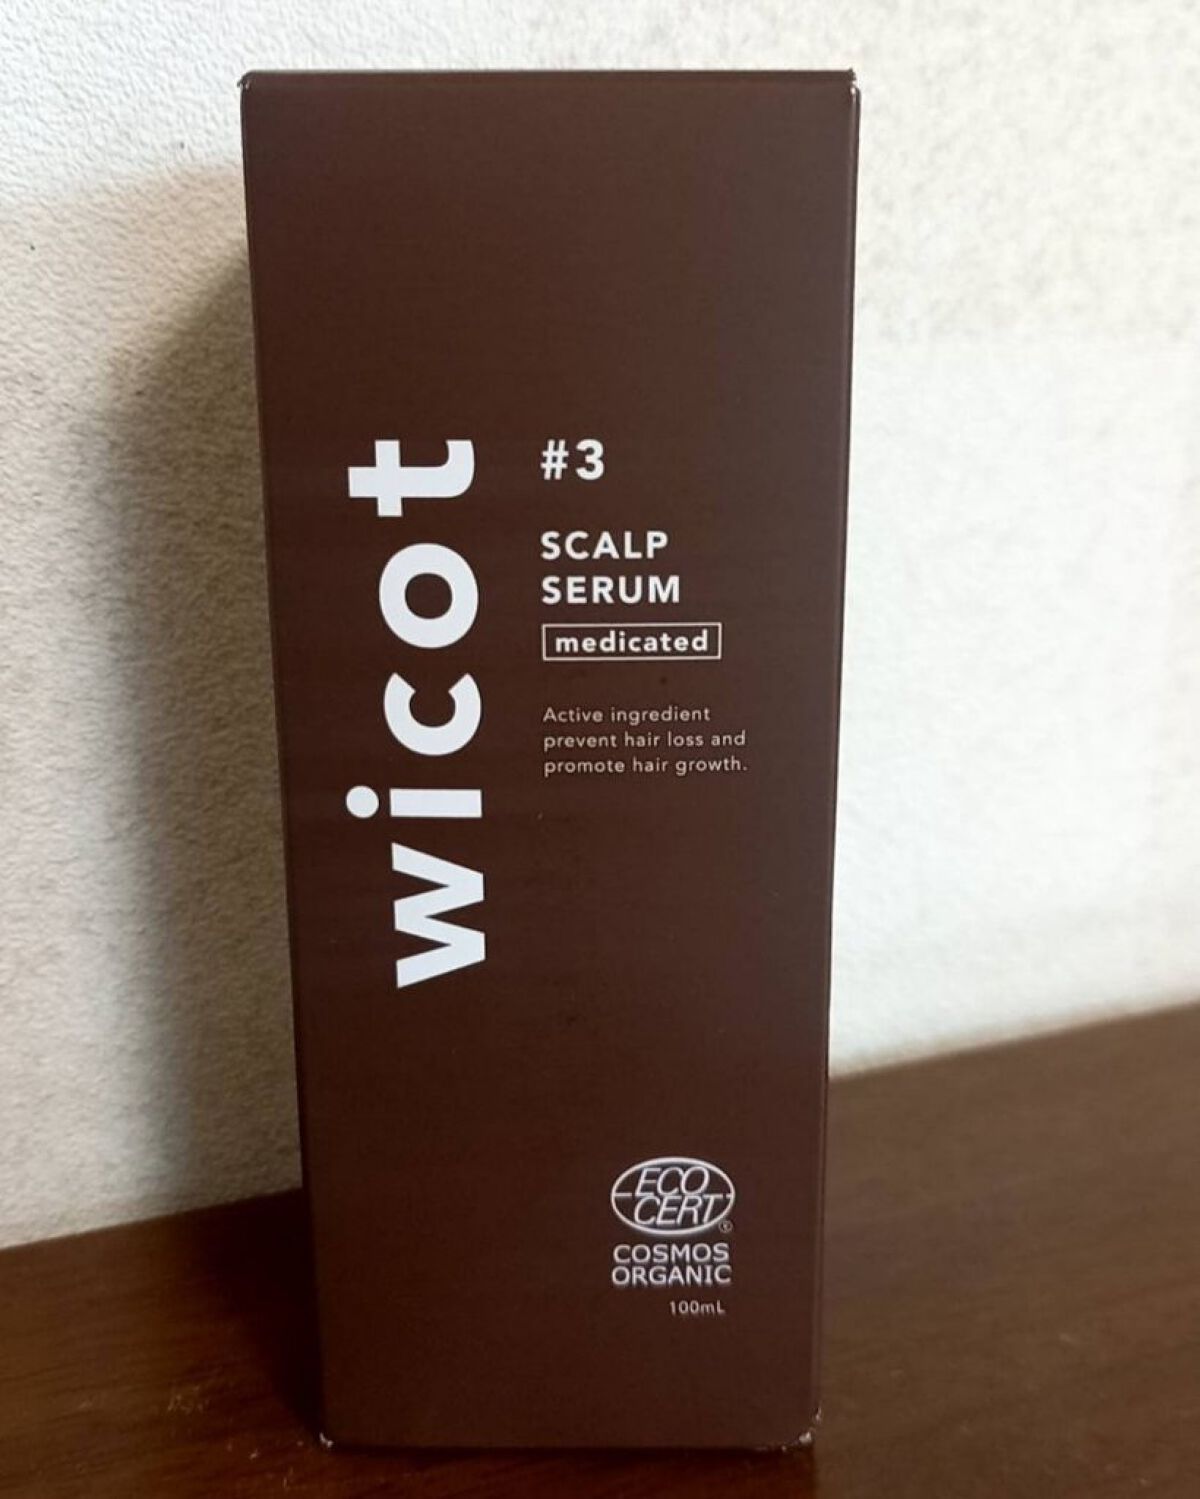 wicot
#3
SCALP
SERUM
medicated
Active ingredient
prevent hair loss and
promote hair growth.
ECO
CERT®
COSMOS
ORGANIC
100mL